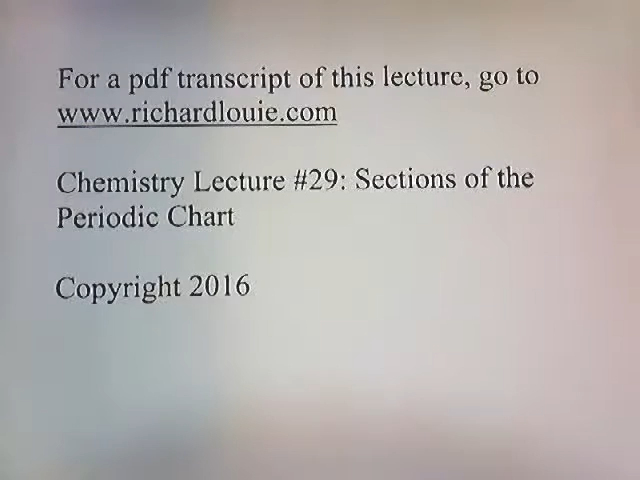 For a pdf transcript of this lecture, go to
www.richardlouie.com
Chemistry Lecture #29: Sections of the
Periodic Chart
Copyright 2016